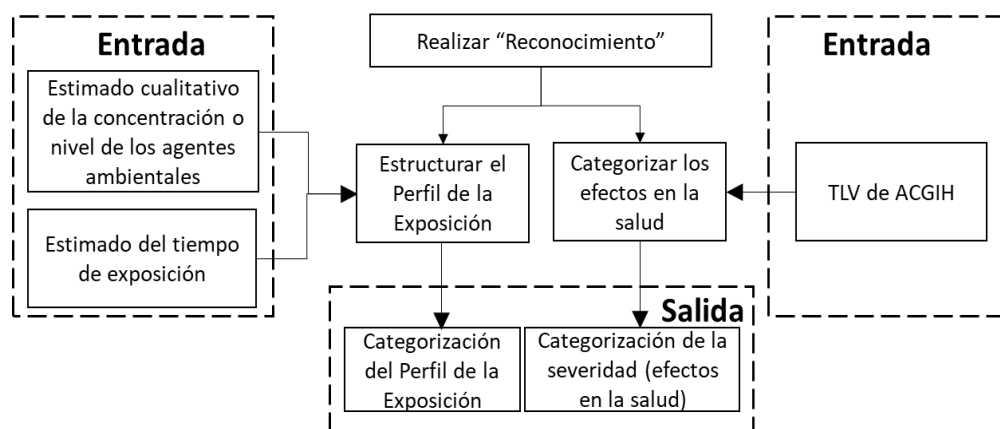 Entrada
Estimado cualitativo
de la concentración o
nivel de los agentes
ambientales
Estimado del tiempo
de exposición
Realizar “Reconocimiento”
Estructurar el
Perfil de la
Exposición
Categorizar los
efectos en la
salud
Entrada
TLV de ACGIH
Salida
Categorización
del Perfil de la
Exposición
Categorización de la
severidad (efectos
en la salud)